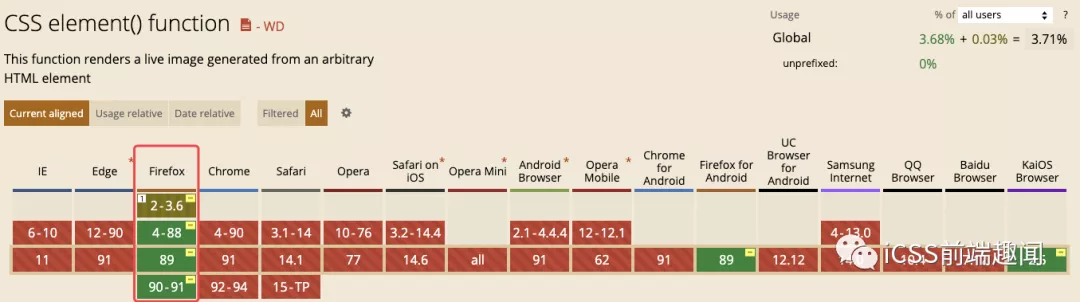 CSS element() function - WD
Usage % of all users ?
Global 3.68% + 0.03% = 3.71%
unprefixed: 0%
This function renders a live image generated from an arbitrary
HTML element
Current aligned Usage relative Date relative Filtered All
IE Edge * Firefox Chrome Safari Opera Safari on iOS * Opera Mini * Android Browser * Opera Mobile * Chrome for Android Firefox for Android UC Browser for Android Samsung Internet QQ Browser Baidu Browser KaiOS Browser
1 2-3.6
6-10 12-90 4-88 4-90 3.1-14 10-76 3.2-14.4 2.1-4.4.4 12-12.1 4-13.0
11 91 89 91 14.1 77 14.6 all 91 62 91 89 12.12
90-91 92-94 15-TP
iCSS前端趣闻